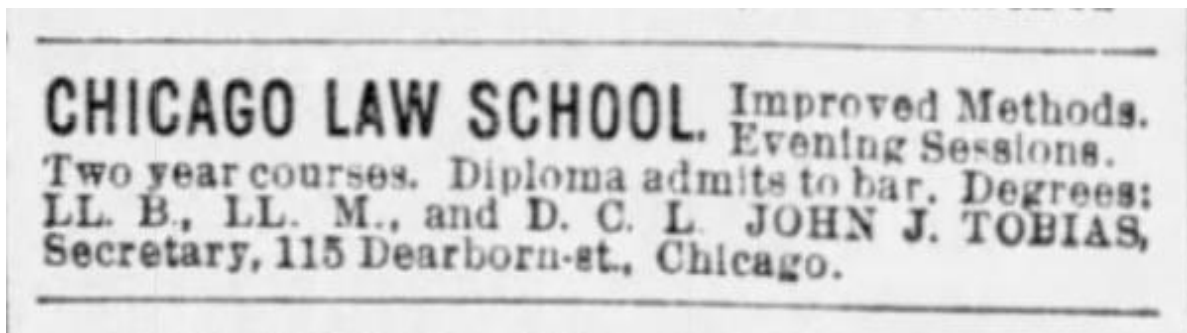 CHICAGO LAW SCHOOL. Improved Methods.
Evening Sessions.
Two year courses. Diploma admits to bar. Degrees:
LL. B., LL. M., and D. C. L. JOHN J. TOBIAS,
Secretary, 115 Dearborn-st., Chicago.